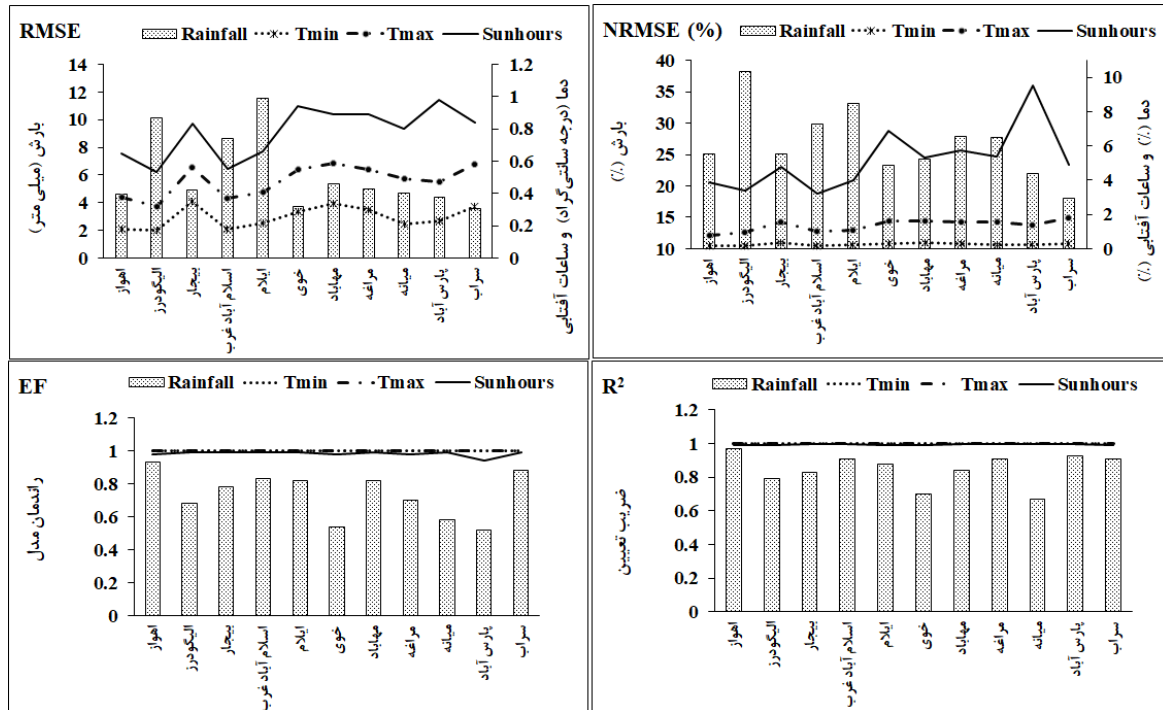 RMSE
Rainfall Tmin Tmax Sunhours
بارش (میلی متر)
16
14
12
10
8
6
4
2
0
1.2
1
0.8
0.6
0.4
0.2
0
دما (درجه سانتی‌گراد) و ساعات آفتابی
اهواز
الیگودرز
بیجار
اسلام آباد غرب
ایلام
خوی
مهاباد
مراغه
میانه
پارس آباد
سراب
NRMSE (%)
Rainfall Tmin Tmax Sunhours
بارش (٪)
40
35
30
25
20
15
10
10
8
6
4
2
0
دما (٪) و ساعات آفتابی (٪)
اهواز
الیگودرز
بیجار
اسلام آباد غرب
ایلام
خوی
مهاباد
مراغه
میانه
پارس آباد
سراب
EF
Rainfall Tmin Tmax Sunhours
راندمان مدل
1.2
1
0.8
0.6
0.4
0.2
0
اهواز
الیگودرز
بیجار
اسلام آباد غرب
ایلام
خوی
مهاباد
مراغه
میانه
پارس آباد
سراب
R²
Rainfall Tmin Tmax Sunhours
ضریب تعیین
1.2
1
0.8
0.6
0.4
0.2
0
اهواز
الیگودرز
بیجار
اسلام آباد غرب
ایلام
خوی
مهاباد
مراغه
میانه
پارس آباد
سراب